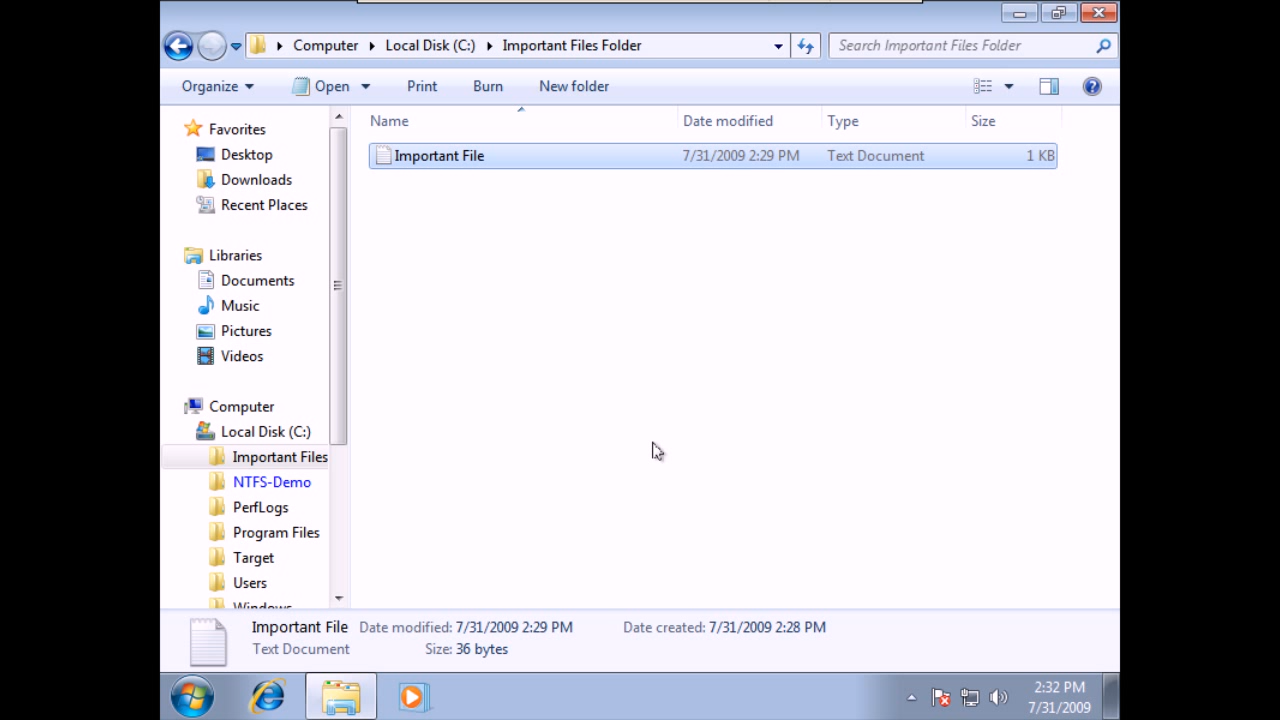 Computer Local Disk (C:) Important Files Folder Search Important Files Folder
Organize Open Print Burn New folder
Name Date modified Type Size
Important File 7/31/2009 2:29 PM Text Document 1 KB
Favorites
Desktop
Downloads
Recent Places
Libraries
Documents
Music
Pictures
Videos
Computer
Local Disk (C:)
Important Files
NTFS-Demo
PerfLogs
Program Files
Target
Users
Windows
Important File Date modified: 7/31/2009 2:29 PM Date created: 7/31/2009 2:28 PM
Text Document Size: 36 bytes
2:32 PM
7/31/2009